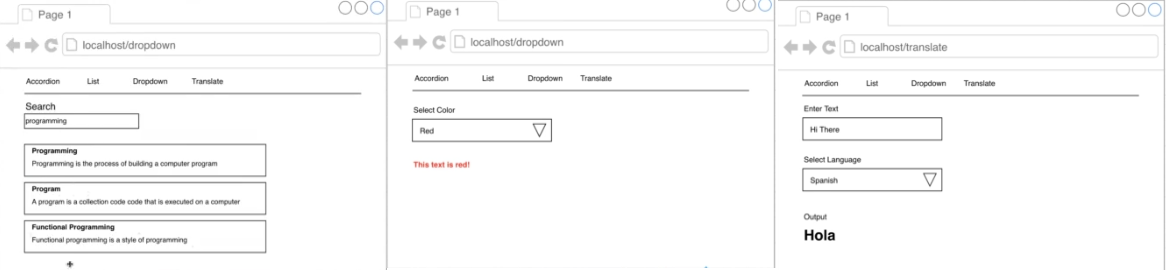 Page 1
localhost/dropdown
Accordion List Dropdown Translate
Search
programming
Programming
Programming is the process of building a computer program
Program
A program is a collection code code that is executed on a computer
Functional Programming
Functional programming is a style of programming
Page 1
localhost/dropdown
Accordion List Dropdown Translate
Select Color
Red
This text is red!
Page 1
localhost/translate
Accordion List Dropdown Translate
Enter Text
Hi There
Select Language
Spanish
Output
Hola